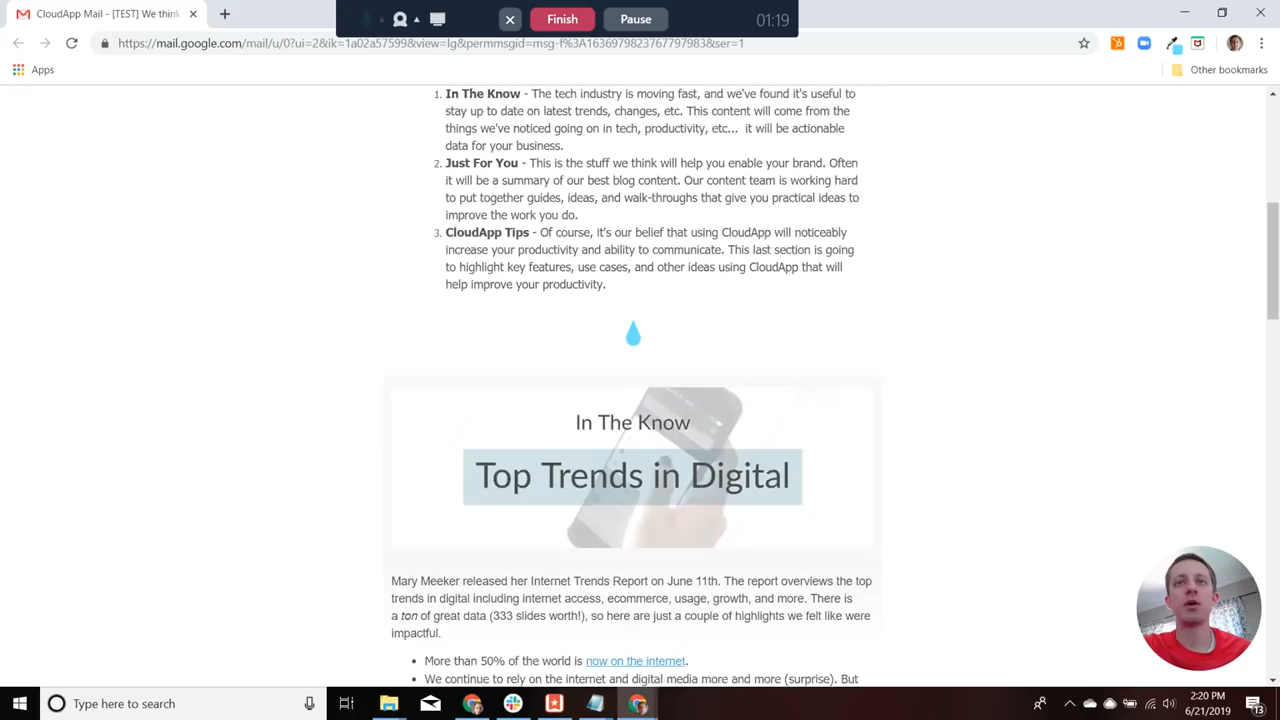 CloudApp Mail - [TEST] We think
Finish
Pause
01:19
https://mail.google.com/mail/u/0?ui=2&ik=1a02a57599&view=lg&permmsgid=msg-f%3A1636979823767797983&ser=1
Apps
Other bookmarks
1. In The Know - The tech industry is moving fast, and we've found it's useful to
stay up to date on latest trends, changes, etc. This content will come from the
things we've noticed going on in tech, productivity, etc... it will be actionable
data for your business.
2. Just For You - This is the stuff we think will help you enable your brand. Often
it will be a summary of our best blog content. Our content team is working hard
to put together guides, ideas, and walk-throughs that give you practical ideas to
improve the work you do.
3. CloudApp Tips - Of course, it's our belief that using CloudApp will noticeably
increase your productivity and ability to communicate. This last section is going
to highlight key features, use cases, and other ideas using CloudApp that will
help improve your productivity.
In The Know
Top Trends in Digital
Mary Meeker released her Internet Trends Report on June 11th. The report overviews the top
trends in digital including internet access, ecommerce, usage, growth, and more. There is
a ton of great data (333 slides worth!), so here are just a couple of highlights we felt like were
impactful.
• More than 50% of the world is now on the internet.
• We continue to rely on the internet and digital media more and more (surprise). But
Type here to search
2:20 PM
6/21/2019
13